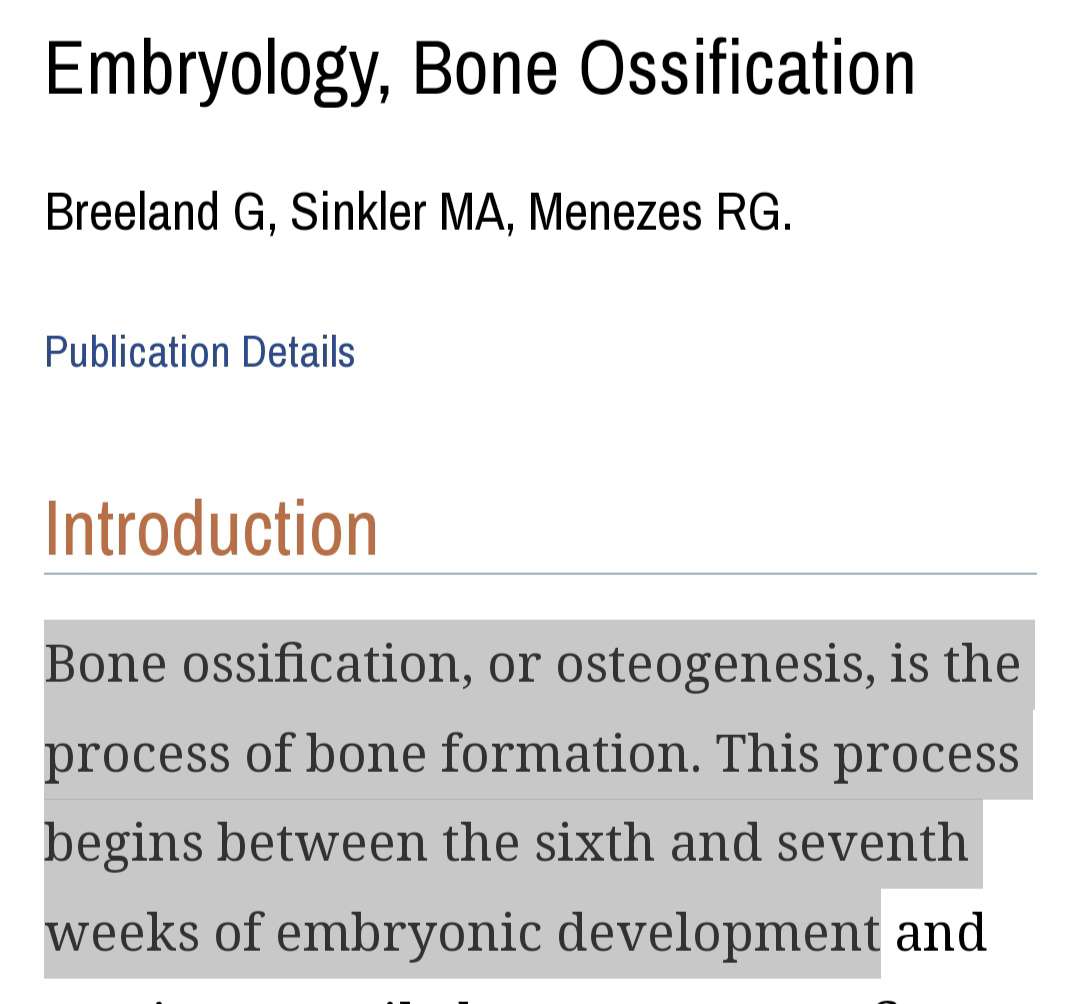 Embryology, Bone Ossification
Breeland G, Sinkler MA, Menezes RG.
Publication Details
Introduction
Bone ossification, or osteogenesis, is the
process of bone formation. This process
begins between the sixth and seventh
weeks of embryonic development and